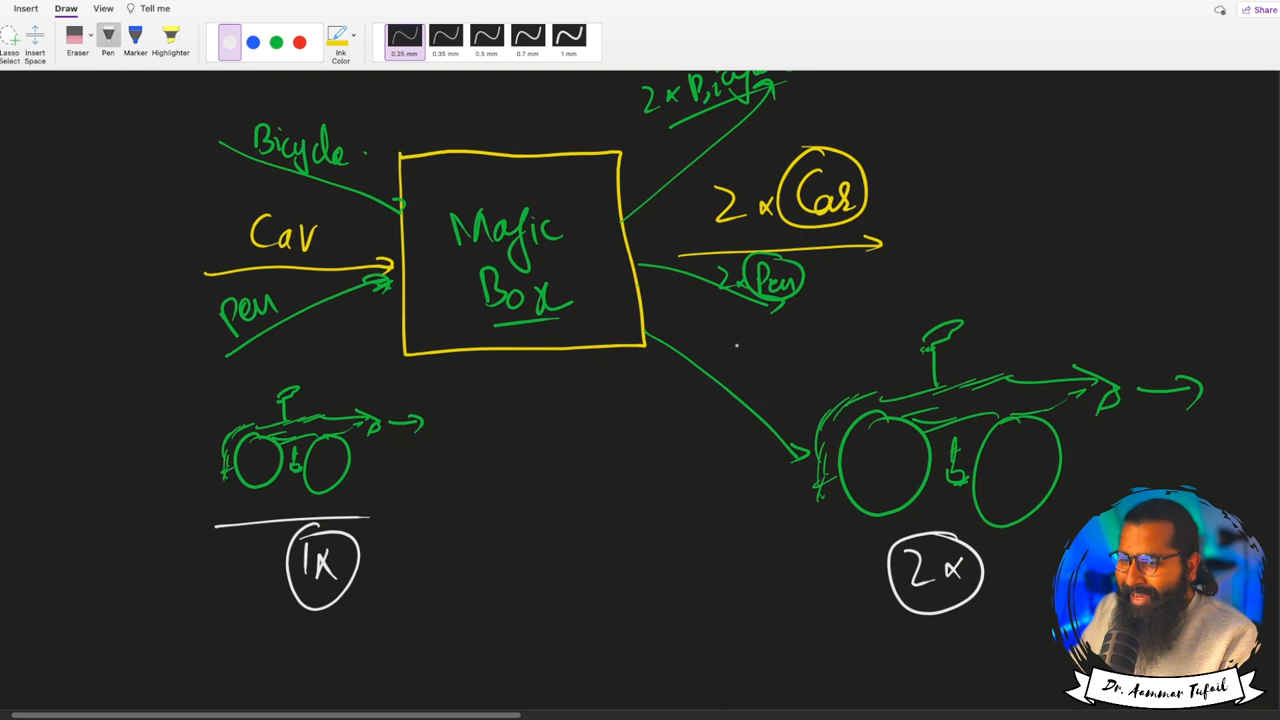 Insert Draw View Tell me
Share
Lasso Select
Insert Space
Eraser
Pen
Marker
Highlighter
Ink Color
0.25 mm
0.35 mm
0.5 mm
0.7 mm
1 mm
2 x
Bicycle
2 x Car
Car
Magic
Box
2 x Pen
Pen
1x
2x
Dr. Aammar Tufail